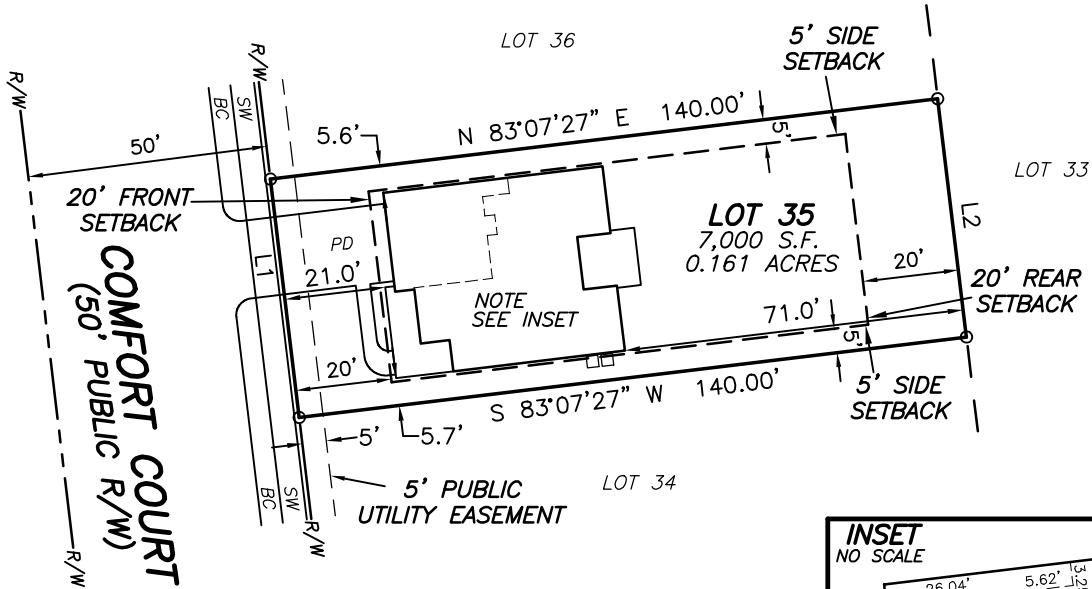 LOT 36
5' SIDE
SETBACK
R/W
R/W
BC
SW
50'
5.6'
N 83°07'27" E 140.00'
5'
LOT 33
20' FRONT
SETBACK
LOT 35
7,000 S.F.
0.161 ACRES
L2
PD
L1
21.0'
NOTE
SEE INSET
20'
20' REAR
SETBACK
71.0'
COMFORT COURT
(50' PUBLIC R/W)
20'
5'
S 83°07'27" W 140.00'
5' SIDE
SETBACK
5'
5.7'
5' PUBLIC
UTILITY EASEMENT
LOT 34
BC
SW
R/W
R/W
INSET
NO SCALE
26.04'
5.62'